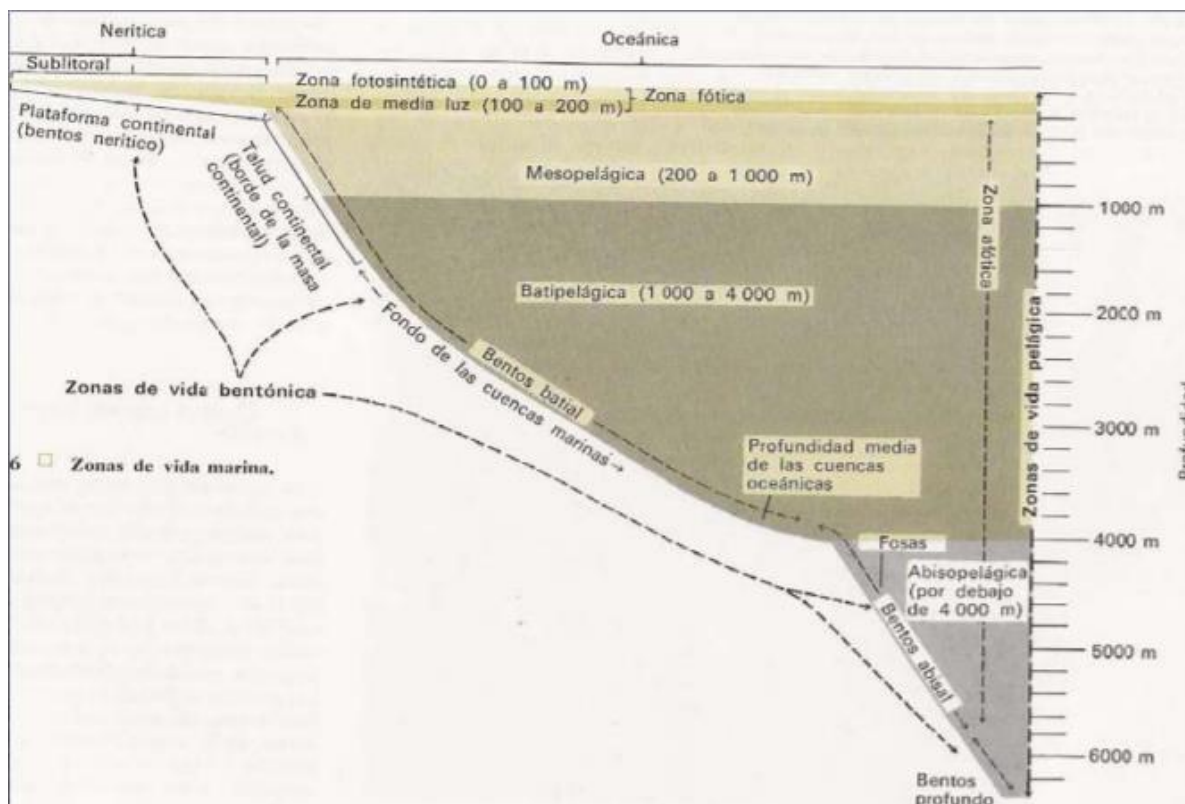 Nerítica
Oceánica
Sublitoral
Zona fotosintética (0 a 100 m)
Zona de media luz (100 a 200 m)
Zona fótica
Plataforma continental
(bentos nerítico)
Talud continental
(borde de la
masa
continental)
Mesopelágica (200 a 1 000 m)
Zona afótica
1000 m
Batipelágica (1 000 a 4 000 m)
2000 m
Fondo de las cuencas marinas
Bentos batial
Zonas de vida bentónica
Zonas de vida pelágica
Profundidad
3000 m
Profundidad media
de las cuencas
oceánicas
6 Zonas de vida marina.
4000 m
Fosas
Abisopelágica
(por debajo
de 4 000 m)
Bentos abisal
5000 m
6000 m
Bentos
profundo